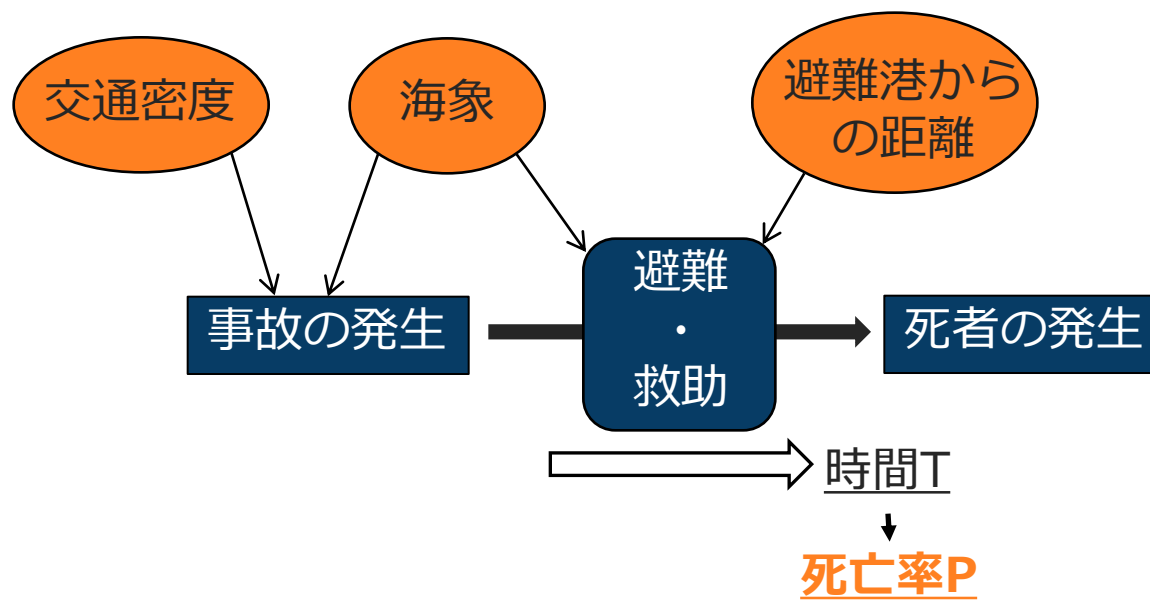 交通密度
海象
避難港から
の距離
事故の発生
避難
・
救助
死者の発生
時間T
死亡率P